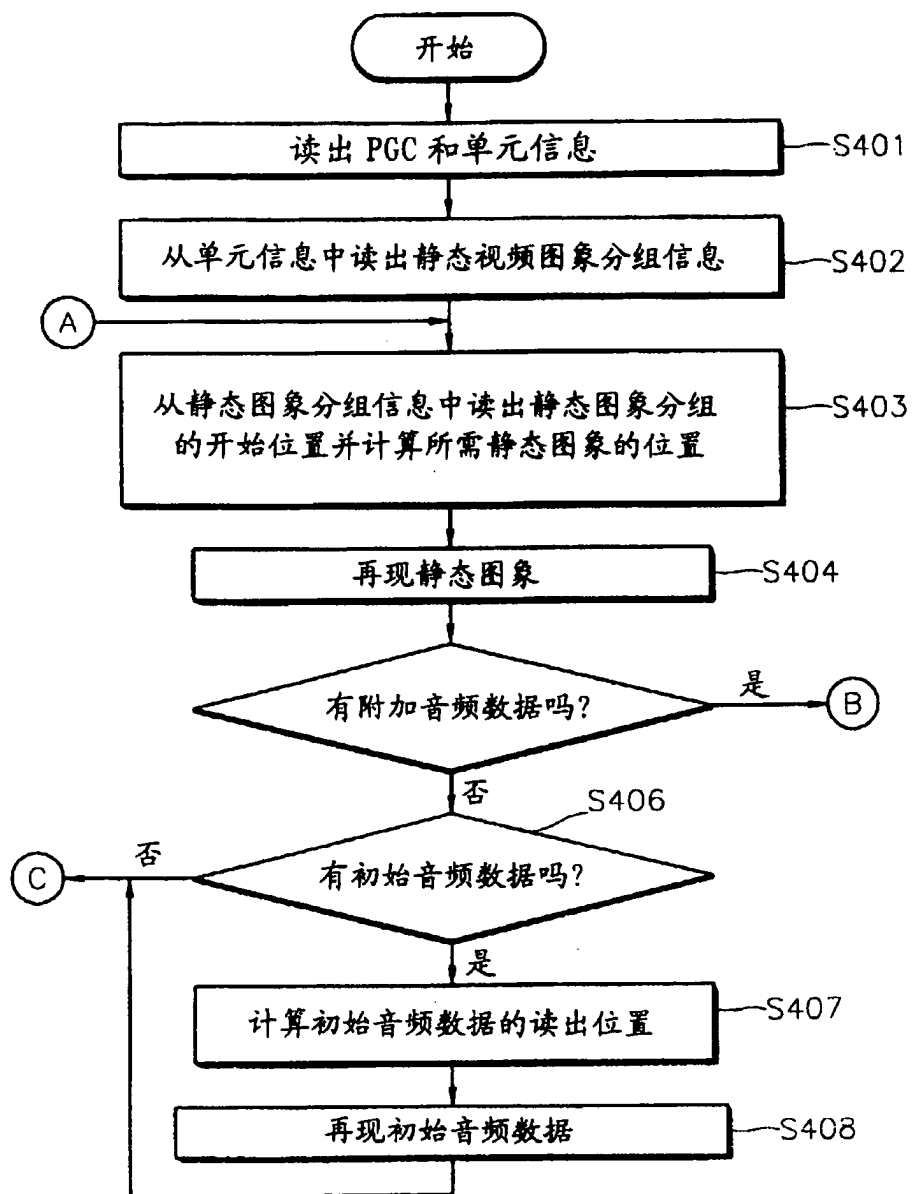 开始
读出 PGC 和单元信息
S401
从单元信息中读出静态视频图象分组信息
S402
A
从静态图象分组信息中读出静态图象分组
的开始位置并计算所需静态图象的位置
S403
再现静态图象
S404
有附加音频数据吗?
是
B
否
S406
有初始音频数据吗?
否
C
是
计算初始音频数据的读出位置
S407
再现初始音频数据
S408